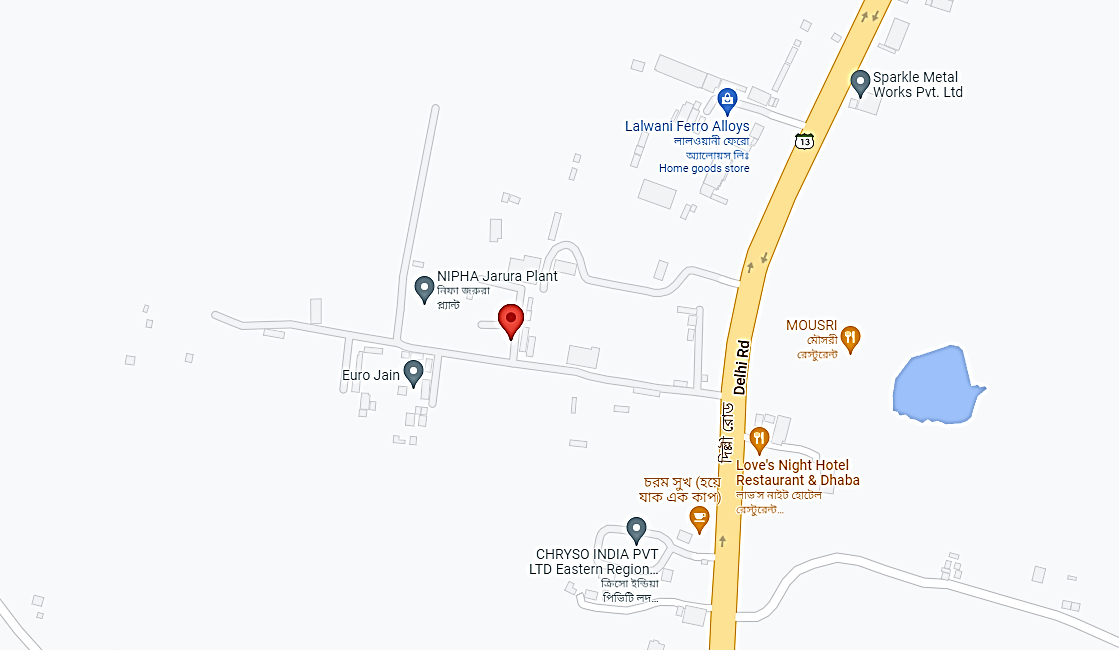 Sparkle Metal
Works Pvt. Ltd
Lalwani Ferro Alloys
লালওয়ানী ফেরো
অ্যালোয়স লিঃ
Home goods store
13
NIPHA Jarura Plant
নিফা জরুরা
প্ল্যান্ট
MOUSRI
মৌসরী
রেস্টুরেন্ট
Euro Jain
Delhi Rd
দিল্লী রোড
Love's Night Hotel
Restaurant & Dhaba
লাভ'স নাইট হোটেল
রেস্টুরেন্ট...
চরম সুখ (হয়ে
যাক এক কাপ)
CHRYSO INDIA PVT
LTD Eastern Region...
ক্রিসো ইন্ডিয়া
পিভিটি লদ...